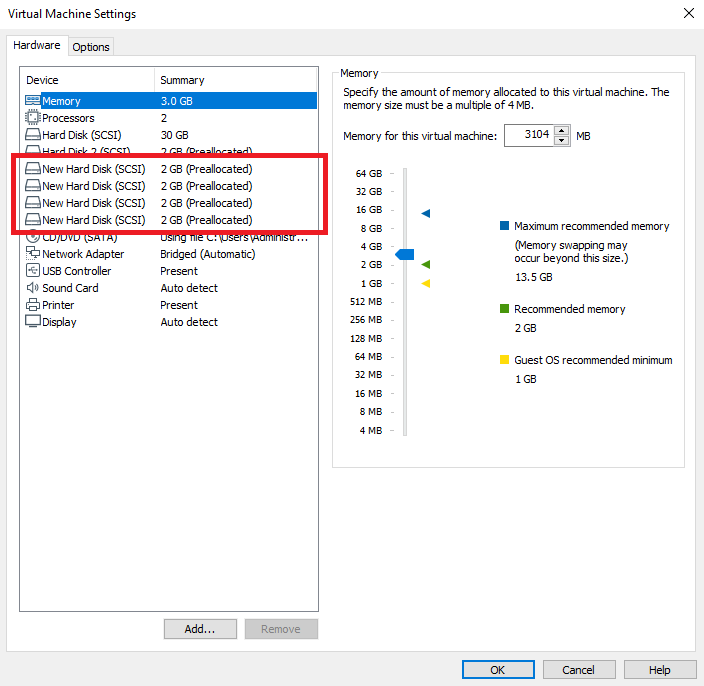 Virtual Machine Settings
Hardware Options
Device Summary
Memory 3.0 GB
Processors 2
Hard Disk (SCSI) 30 GB
Hard Disk 2 (SCSI) 2 GB (Preallocated)
New Hard Disk (SCSI) 2 GB (Preallocated)
New Hard Disk (SCSI) 2 GB (Preallocated)
New Hard Disk (SCSI) 2 GB (Preallocated)
New Hard Disk (SCSI) 2 GB (Preallocated)
CD/DVD (SATA) Using file C:\Users\Administr...
Network Adapter Bridged (Automatic)
USB Controller Present
Sound Card Auto detect
Printer Present
Display Auto detect
Add... Remove
Memory
Specify the amount of memory allocated to this virtual machine. The
memory size must be a multiple of 4 MB.
Memory for this virtual machine: 3104 MB
64 GB
32 GB
16 GB
8 GB
4 GB
2 GB
1 GB
512 MB
256 MB
128 MB
64 MB
32 MB
16 MB
8 MB
4 MB
Maximum recommended memory
(Memory swapping may
occur beyond this size.)
13.5 GB
Recommended memory
2 GB
Guest OS recommended minimum
1 GB
OK Cancel Help